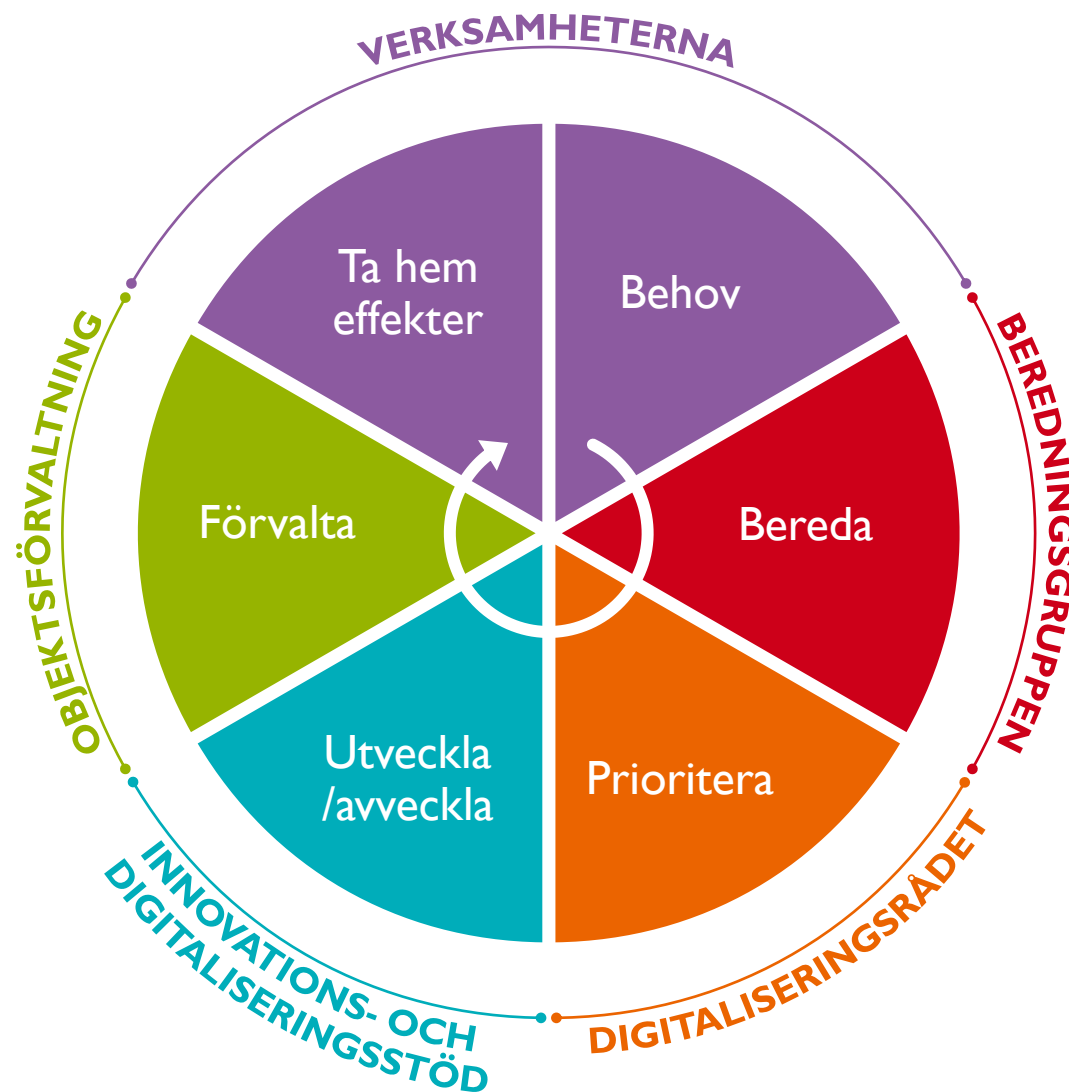 VERKSAMHETERNA
Ta hem
effekter
Behov
BEREDNINGSGRUPPEN
Bereda
Prioritera
DIGITALISERINGSRÅDET
Utveckla
/avveckla
INNOVATIONS- OCH
DIGITALISERINGSSTÖD
Förvalta
OBJEKTSFÖRVALTNING